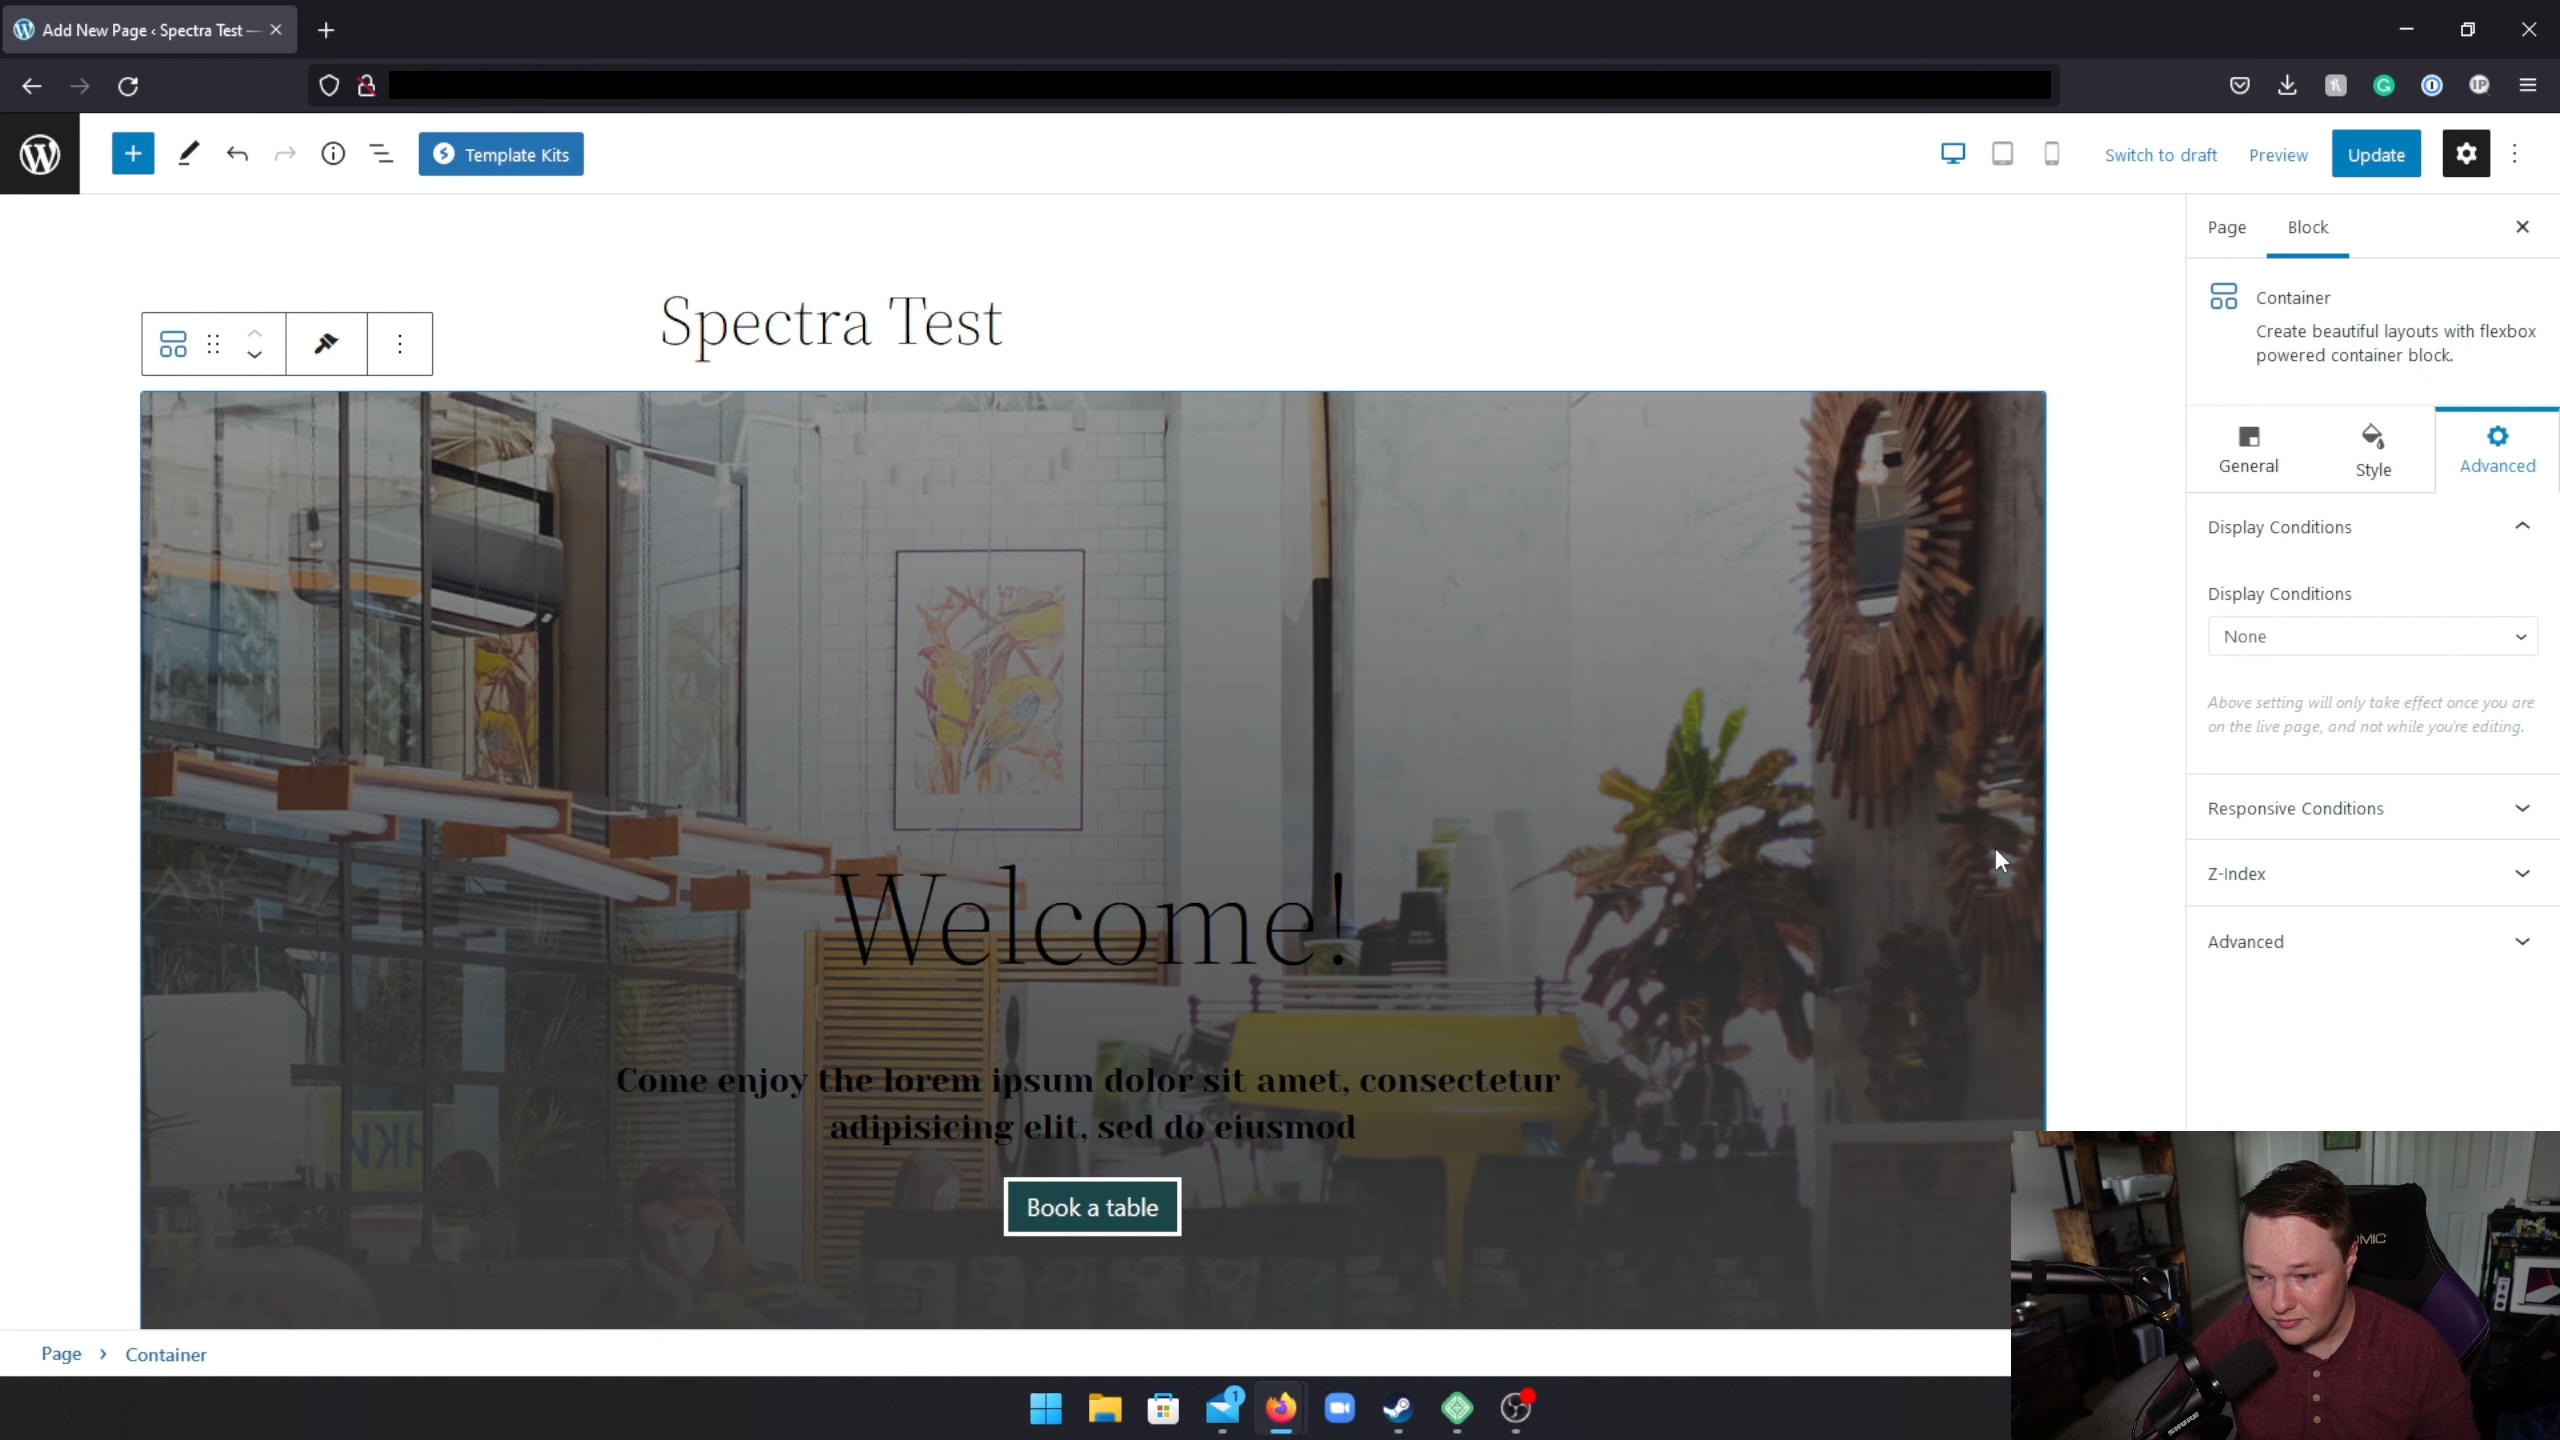 Add New Page ‹ Spectra Test —
Template Kits
Switch to draft
Preview
Update
Page
Block
Container
Create beautiful layouts with flexbox
powered container block.
General
Style
Advanced
Display Conditions
Display Conditions
None
Above setting will only take effect once you are
on the live page, and not while you're editing.
Responsive Conditions
Z-Index
Advanced
Spectra Test
Welcome!
Come enjoy the lorem ipsum dolor sit amet, consectetur
adipisicing elit, sed do eiusmod
Book a table
Page › Container
1
SHURE